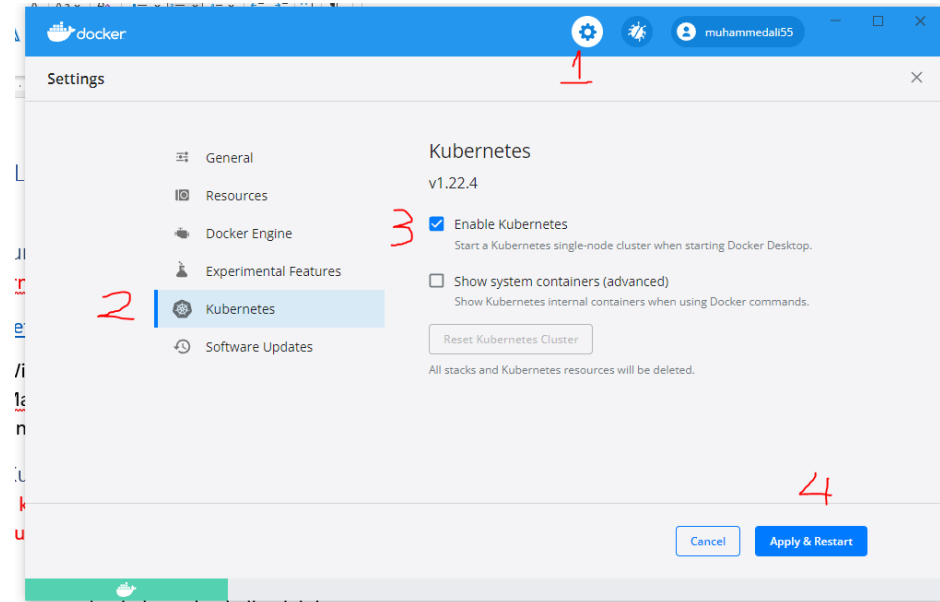 docker
muhammedali55
1
Settings
Kubernetes
v1.22.4
General
Resources
Docker Engine
Experimental Features
2
Kubernetes
Software Updates
3
Enable Kubernetes
Start a Kubernetes single-node cluster when starting Docker Desktop.
Show system containers (advanced)
Show Kubernetes internal containers when using Docker commands.
Reset Kubernetes Cluster
All stacks and Kubernetes resources will be deleted.
4
Cancel
Apply & Restart